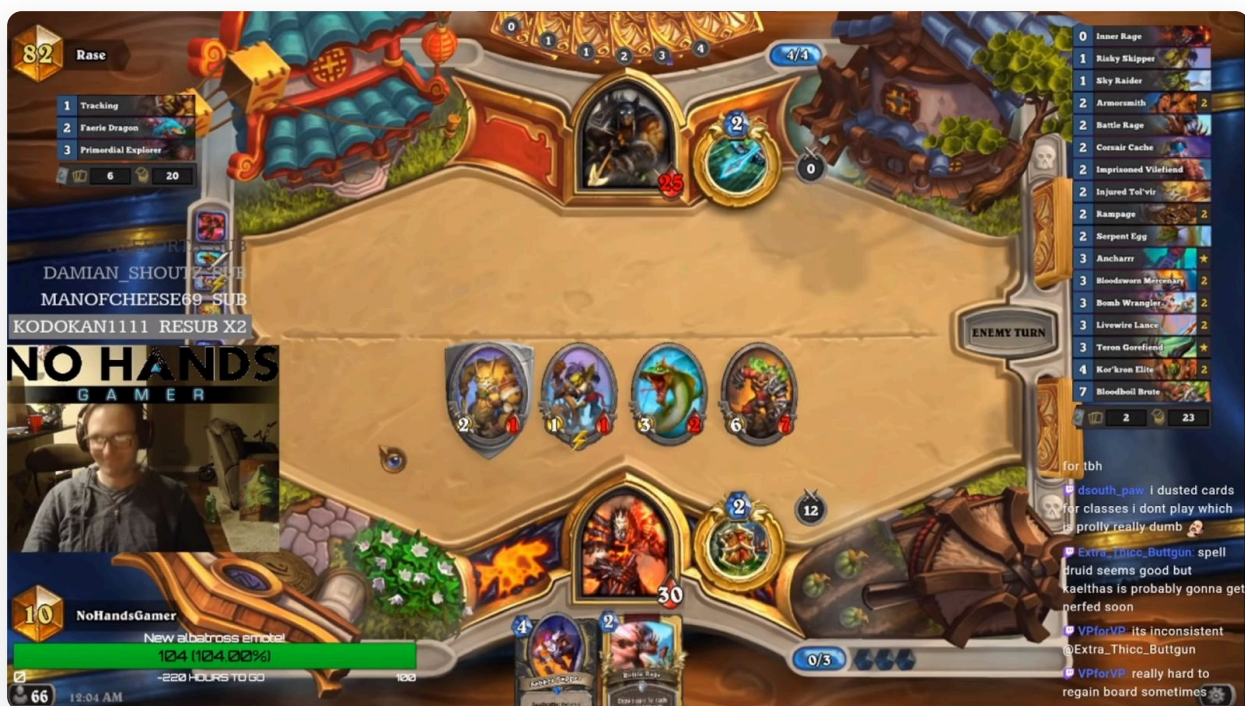 82 Rase
1 Tracking
2 Faerie Dragon
3 Primordial Explorer
6 20
0 1 1 2 3 4
4/4
2
25
0
DAMIAN_SHOUTZ SUB
MANOFCHEESE69 SUB
KODOKAN1111 RESUB X2
NO HANDS
GAMER
ENEMY TURN
2 1 1 1 3 2 6 7
2
12
30
10 NoHandsGamer
New albatross emote!
104 (104.00%)
0 -220 HOURS TO GO 100
66 12:04 AM
4
2 Battle Rage
0/3
0 Inner Rage
1 Risky Skipper
1 Sky Raider
2 Armorsmith 2
2 Battle Rage
2 Corsair Cache
2 Imprisoned Vilefiend
2 Injured Tol'vir
2 Rampage 2
2 Serpent Egg
3 Ancharrr
3 Bloodsworn Mercenary 2
3 Bomb Wrangler 2
3 Livewire Lance 2
3 Teron Gorefiend
4 Kor'kron Elite 2
7 Bloodboil Brute
2 23
for tbh
dsouth_paw: i dusted cards
for classes i dont play which
is prolly really dumb
Extra_Thicc_Buttgun: spell
druid seems good but
kaelthas is probably gonna get
nerfed soon
VPforVP: its inconsistent
@Extra_Thicc_Buttgun
VPforVP: really hard to
regain board sometimes